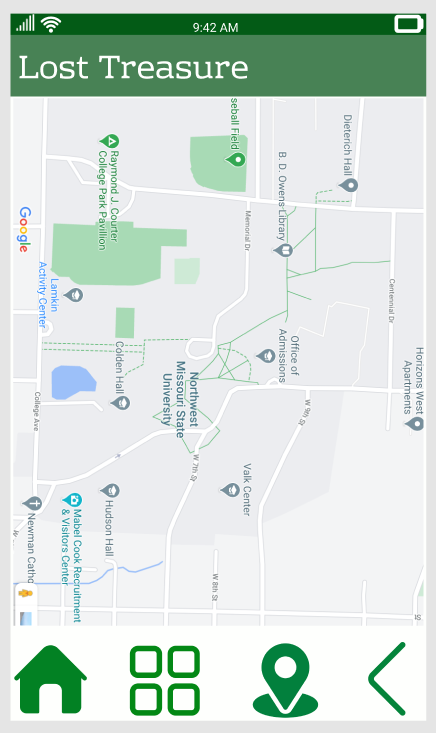 9:42 AM
Lost Treasure
seball Field
Dieterich Hall
Raymond J. Courter
College Park Pavilion
B. D. Owens Library
Memorial Dr
Google
Lamkin
Activity Center
Centennial Dr
Office of
Admissions
Horizons West
Apartments
Colden Hall
Northwest
Missouri State
University
College Ave
W 9th St
W 7th St
Valk Center
Hudson Hall
Mabel Cook Recruitment
& Visitors Center
Newman Catho
W 8th St